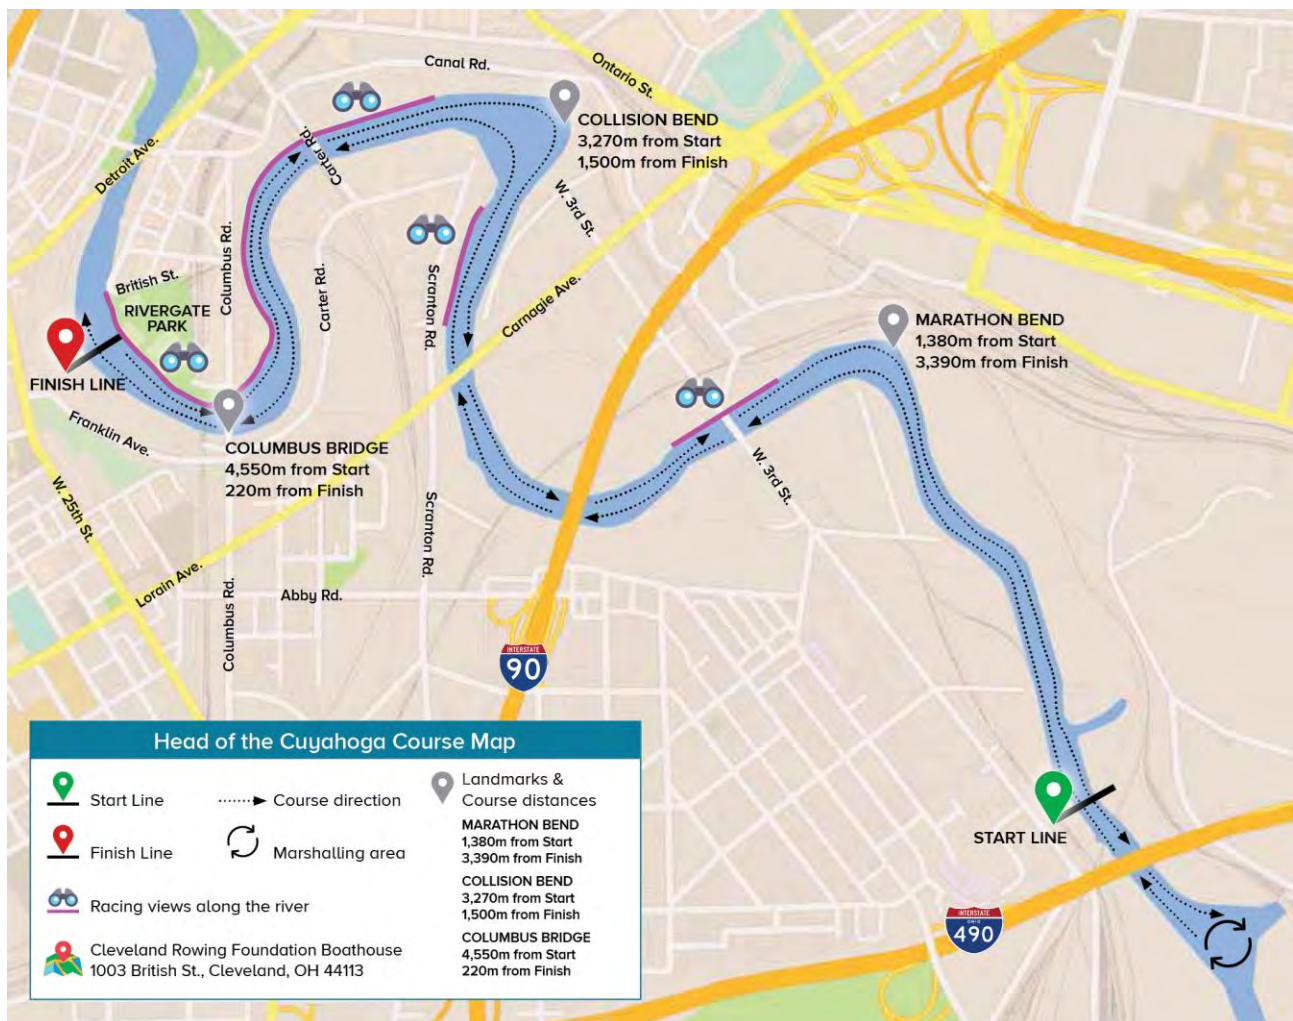 Canal Rd.
Ontario St.
COLLISION BEND
3,270m from Start
1,500m from Finish
Detroit Ave.
Carter Rd.
W. 3rd St.
British St.
Columbus Rd.
Carter Rd.
Scranton Rd.
Carnagie Ave.
RIVERGATE
PARK
MARATHON BEND
1,380m from Start
3,390m from Finish
FINISH LINE
Franklin Ave.
COLUMBUS BRIDGE
4,550m from Start
220m from Finish
W. 3rd St.
W. 25th St.
Scranton Rd.
Lorain Ave.
Abby Rd.
Columbus Rd.
INTERSTATE
90
START LINE
INTERSTATE
OHIO
490
Head of the Cuyahoga Course Map
Start Line
Course direction
Landmarks &
Course distances
Finish Line
Marshalling area
MARATHON BEND
1,380m from Start
3,390m from Finish
Racing views along the river
COLLISION BEND
3,270m from Start
1,500m from Finish
Cleveland Rowing Foundation Boathouse
1003 British St., Cleveland, OH 44113
COLUMBUS BRIDGE
4,550m from Start
220m from Finish